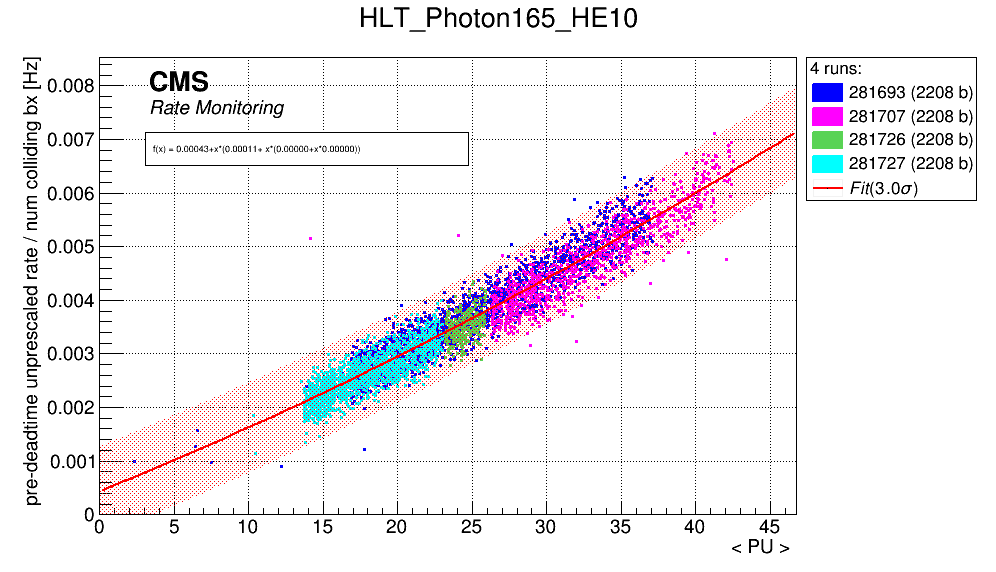 HLT_Photon165_HE10
pre-deadtime unprescaled rate / num colliding bx [Hz]
CMS
Rate Monitoring
f(x) = 0.00043+x*(0.00011+ x*(0.00000+x*0.00000))
0.008
0.007
0.006
0.005
0.004
0.003
0.002
0.001
0
0 5 10 15 20 25 30 35 40 45
< PU >
4 runs:
281693 (2208 b)
281707 (2208 b)
281726 (2208 b)
281727 (2208 b)
Fit(3.0σ)